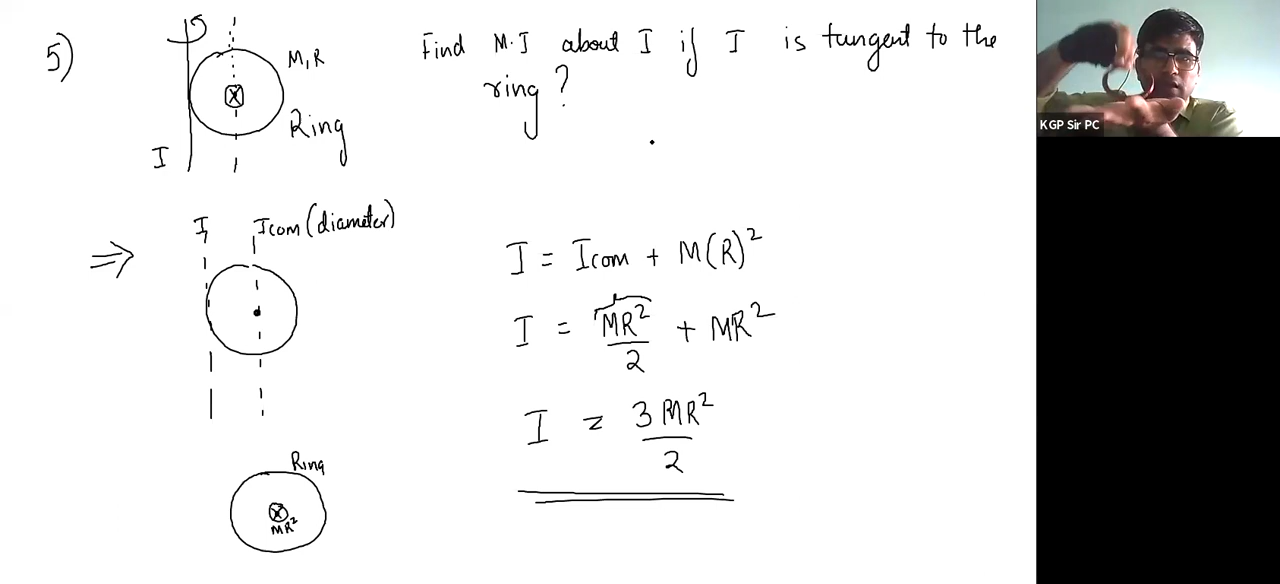 5)
M, R
Ring
I
Find M.I about I if I is tangent to the
ring ?
KGP Sir PC
⇒
I
Icom (diameter)
I = Icom + M(R)²
I = MR²/2 + MR²
I = 3MR²/2
Ring
MR²